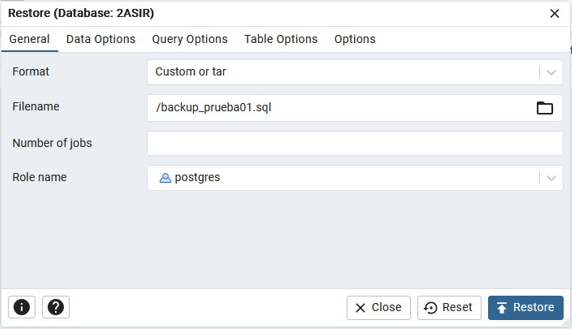 Restore (Database: 2ASIR)
General Data Options Query Options Table Options Options
Format Custom or tar
Filename /backup_prueba01.sql
Number of jobs
Role name postgres
Close Reset Restore